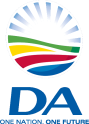 DA
ONE NATION. ONE FUTURE